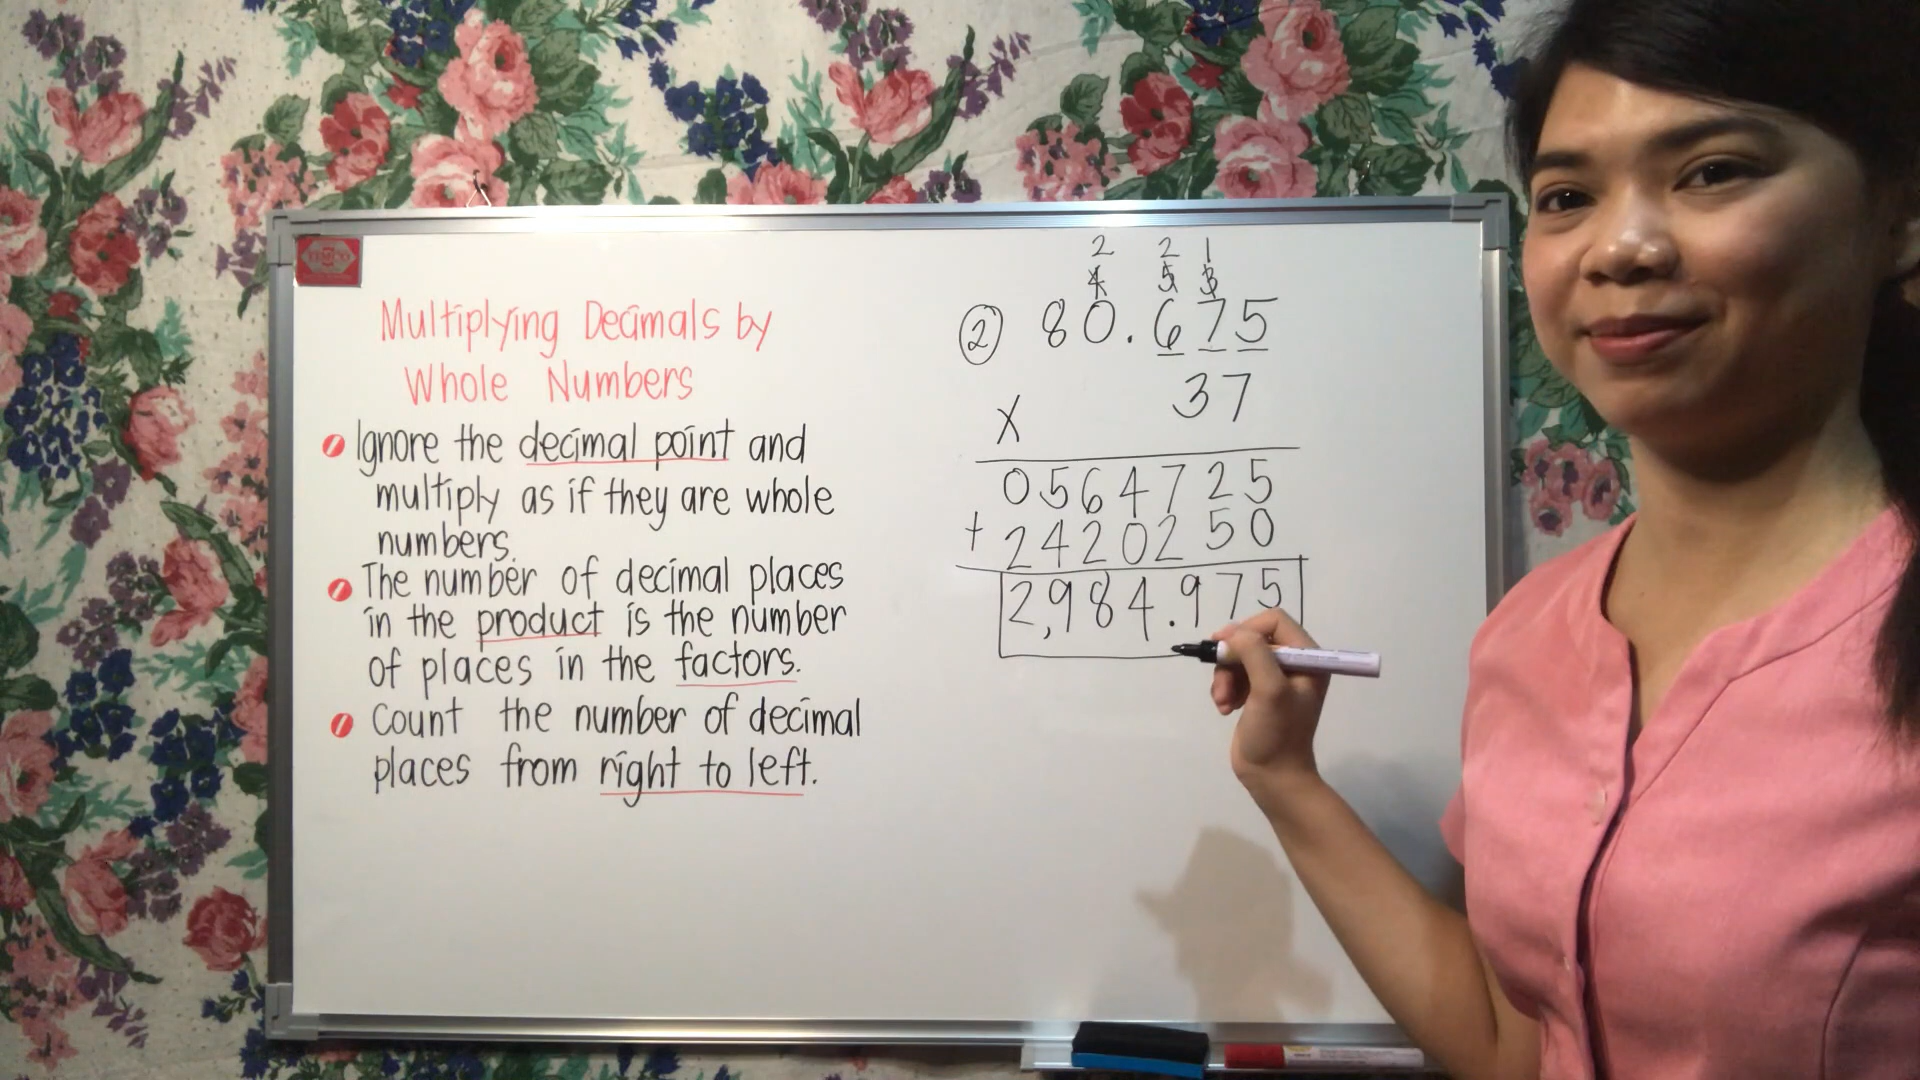 TEMCO
Multiplying Decimals by
Whole Numbers
Ignore the decimal point and
multiply as if they are whole
numbers.
The number of decimal places
in the product is the number
of places in the factors.
Count the number of decimal
places from right to left.
2 2 1
4 5 3
2 80.675
X 37
0564725
+ 2420250
2,984.975